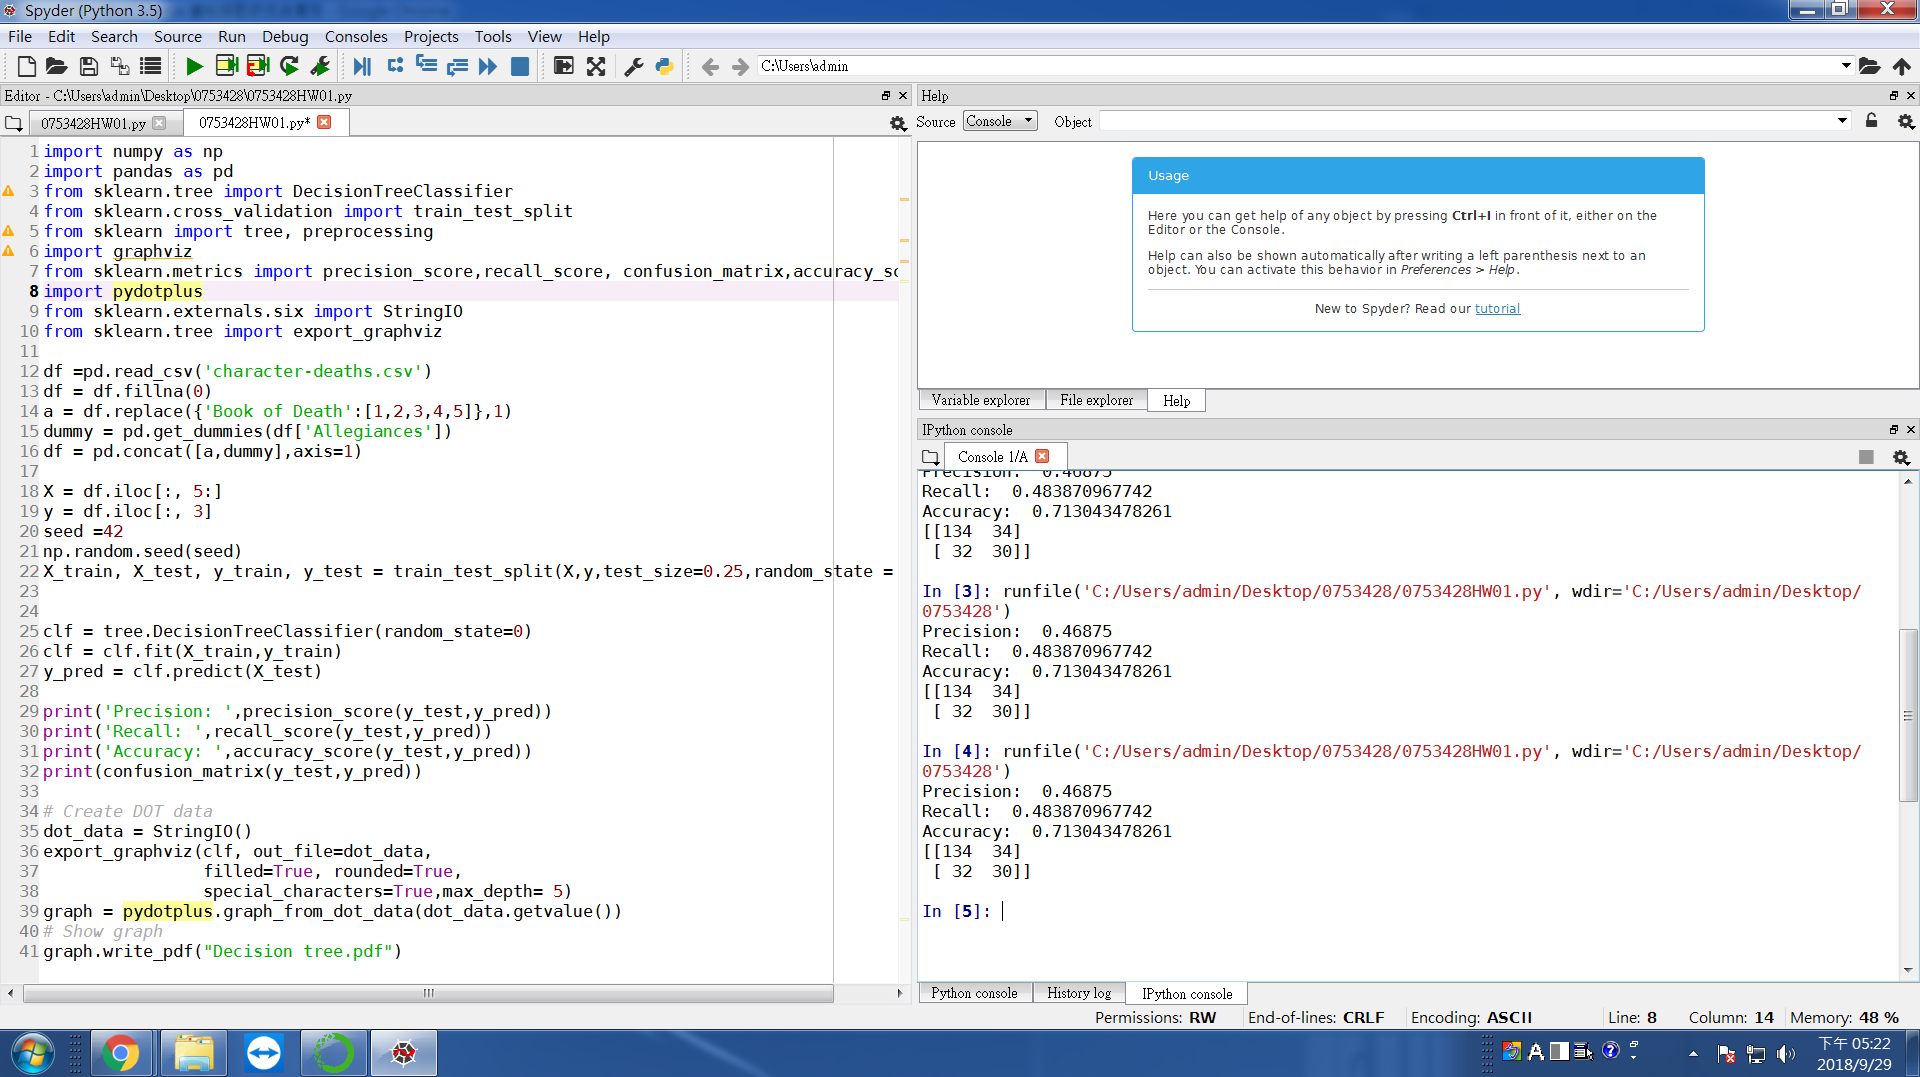 Spyder (Python 3.5)
File Edit Search Source Run Debug Consoles Projects Tools View Help
C:\Users\admin
Editor - C:\Users\admin\Desktop\0753428\0753428HW01.py
0753428HW01.py 0753428HW01.py*
1 import numpy as np
2 import pandas as pd
3 from sklearn.tree import DecisionTreeClassifier
4 from sklearn.cross_validation import train_test_split
5 from sklearn import tree, preprocessing
6 import graphviz
7 from sklearn.metrics import precision_score,recall_score, confusion_matrix,accuracy_sc
8 import pydotplus
9 from sklearn.externals.six import StringIO
10 from sklearn.tree import export_graphviz
11
12 df =pd.read_csv('character-deaths.csv')
13 df = df.fillna(0)
14 a = df.replace({'Book of Death':[1,2,3,4,5]},1)
15 dummy = pd.get_dummies(df['Allegiances'])
16 df = pd.concat([a,dummy],axis=1)
17
18 X = df.iloc[:, 5:]
19 y = df.iloc[:, 3]
20 seed =42
21 np.random.seed(seed)
22 X_train, X_test, y_train, y_test = train_test_split(X,y,test_size=0.25,random_state =
23
24
25 clf = tree.DecisionTreeClassifier(random_state=0)
26 clf = clf.fit(X_train,y_train)
27 y_pred = clf.predict(X_test)
28
29 print('Precision: ',precision_score(y_test,y_pred))
30 print('Recall: ',recall_score(y_test,y_pred))
31 print('Accuracy: ',accuracy_score(y_test,y_pred))
32 print(confusion_matrix(y_test,y_pred))
33
34 # Create DOT data
35 dot_data = StringIO()
36 export_graphviz(clf, out_file=dot_data,
37 filled=True, rounded=True,
38 special_characters=True,max_depth= 5)
39 graph = pydotplus.graph_from_dot_data(dot_data.getvalue())
40 # Show graph
41 graph.write_pdf("Decision tree.pdf")
Help
Source Console Object
Usage
Here you can get help of any object by pressing Ctrl+I in front of it, either on the
Editor or the Console.
Help can also be shown automatically after writing a left parenthesis next to an
object. You can activate this behavior in Preferences > Help.
New to Spyder? Read our tutorial
Variable explorer File explorer Help
IPython console
Console 1/A
Precision: 0.46875
Recall: 0.483870967742
Accuracy: 0.713043478261
[[134 34]
[ 32 30]]
In [3]: runfile('C:/Users/admin/Desktop/0753428/0753428HW01.py', wdir='C:/Users/admin/Desktop/
0753428')
Precision: 0.46875
Recall: 0.483870967742
Accuracy: 0.713043478261
[[134 34]
[ 32 30]]
In [4]: runfile('C:/Users/admin/Desktop/0753428/0753428HW01.py', wdir='C:/Users/admin/Desktop/
0753428')
Precision: 0.46875
Recall: 0.483870967742
Accuracy: 0.713043478261
[[134 34]
[ 32 30]]
In [5]:
Python console History log IPython console
Permissions: RW End-of-lines: CRLF Encoding: ASCII Line: 8 Column: 14 Memory: 48 %
下午 05:22
2018/9/29